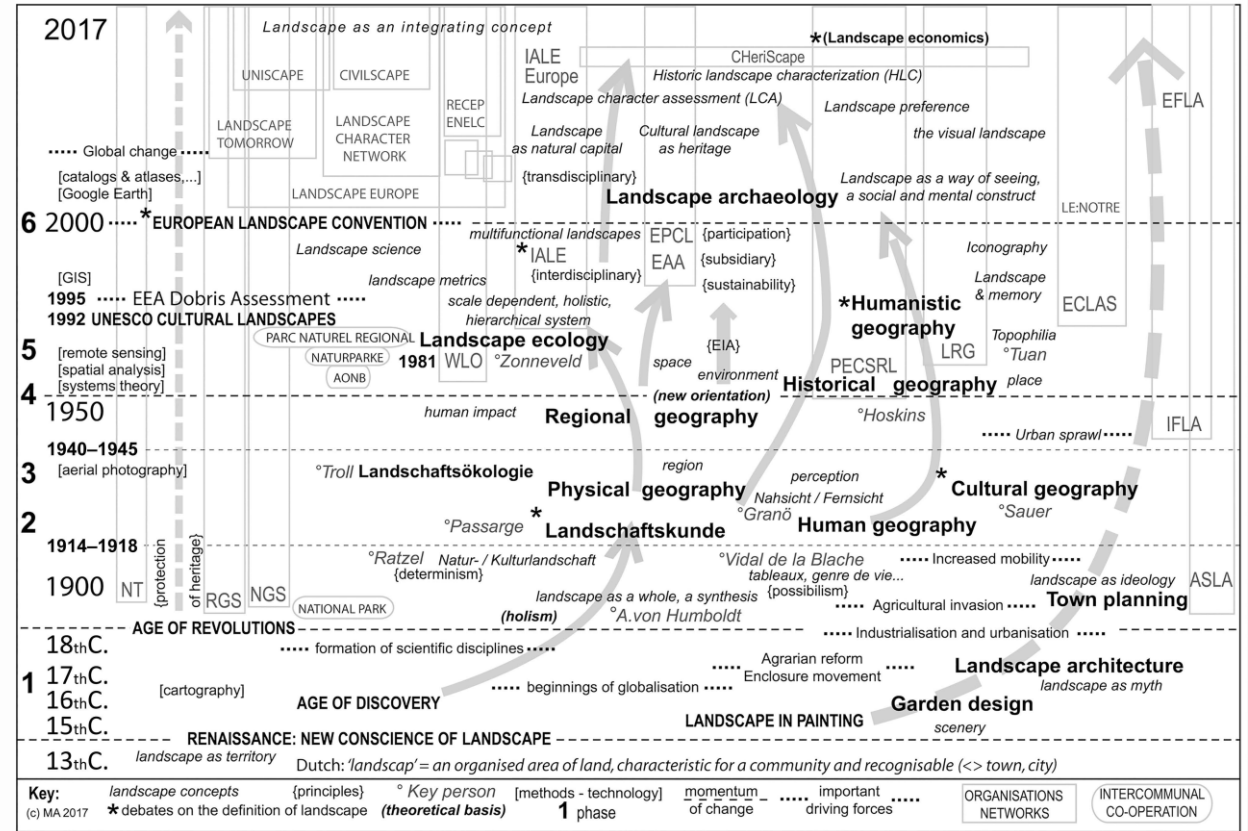 2017
Landscape as an integrating concept
*(Landscape economics)
CHeriScape
IALE
Europe
UNISCAPE
CIVILSCAPE
Historic landscape characterization (HLC)
RECEP
ENELC
Landscape character assessment (LCA)
Landscape preference
EFLA
LANDSCAPE
TOMORROW
LANDSCAPE
CHARACTER
NETWORK
Landscape
as natural capital
Cultural landscape
as heritage
the visual landscape
Global change
[catalogs & atlases,...]
[Google Earth]
{transdisciplinary}
Landscape as a way of seeing,
a social and mental construct
LANDSCAPE EUROPE
Landscape archaeology
LE:NOTRE
6 2000
*EUROPEAN LANDSCAPE CONVENTION
multifunctional landscapes
EPCL
EAA
{participation}
Landscape science
*IALE
{interdisciplinary}
{subsidiary}
Iconography
[GIS]
landscape metrics
{sustainability}
Landscape
& memory
1995
EEA Dobris Assessment
scale dependent, holistic,
hierarchical system
*Humanistic
geography
ECLAS
1992 UNESCO CULTURAL LANDSCAPES
PARC NATUREL REGIONAL
Landscape ecology
Topophilia
5
[remote sensing]
[spatial analysis]
[systems theory]
NATURPARKE
AONB
1981
WLO
°Zonneveld
space
{EIA}
environment
PECSRL
LRG
°Tuan
place
Historical geography
4
(new orientation)
1950
human impact
Regional geography
°Hoskins
IFLA
Urban sprawl
1940–1945
3
[aerial photography]
°Troll Landschaftsökologie
region
perception
Physical geography
Nahsicht / Fernsicht
*Cultural geography
2
°Passarge
*Landschaftskunde
°Granö
Human geography
°Sauer
1914–1918
{protection
of heritage}
°Ratzel
Natur- / Kulturlandschaft
{determinism}
°Vidal de la Blache
tableaux, genre de vie...
{possibilism}
Increased mobility
1900
NT
RGS
NGS
NATIONAL PARK
landscape as ideology
ASLA
landscape as a whole, a synthesis
Agricultural invasion
Town planning
(holism)
°A.von Humboldt
AGE OF REVOLUTIONS
Industrialisation and urbanisation
18thC.
formation of scientific disciplines
1
17thC.
Agrarian reform
Enclosure movement
Landscape architecture
landscape as myth
[cartography]
beginnings of globalisation
16thC.
AGE OF DISCOVERY
Garden design
15thC.
LANDSCAPE IN PAINTING
scenery
RENAISSANCE: NEW CONSCIENCE OF LANDSCAPE
13thC.
landscape as territory
Dutch: 'landscap' = an organised area of land, characteristic for a community and recognisable (<> town, city)
Key:
(c) MA 2017
landscape concepts
{principles}
° Key person
[methods - technology]
momentum
of change
important
driving forces
ORGANISATIONS
NETWORKS
INTERCOMMUNAL
CO-OPERATION
*debates on the definition of landscape
(theoretical basis)
1 phase